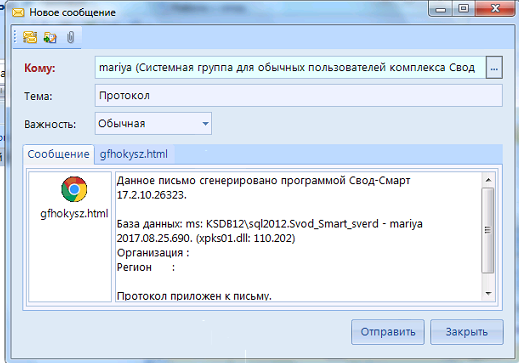 Новое сообщение
Кому: mariya (Системная группа для обычных пользователей комплекса Свод ...
Тема: Протокол
Важность: Обычная
Сообщение gfhokysz.html
gfhokysz.html
Данное письмо сгенерировано программой Свод-Смарт
17.2.10.26323.
База данных: ms: KSDB12\sql2012.Svod_Smart_sverd - mariya
2017.08.25.690. (xpks01.dll: 110.202)
Организация :
Регион :
Протокол приложен к письму.
Отправить Закрыть